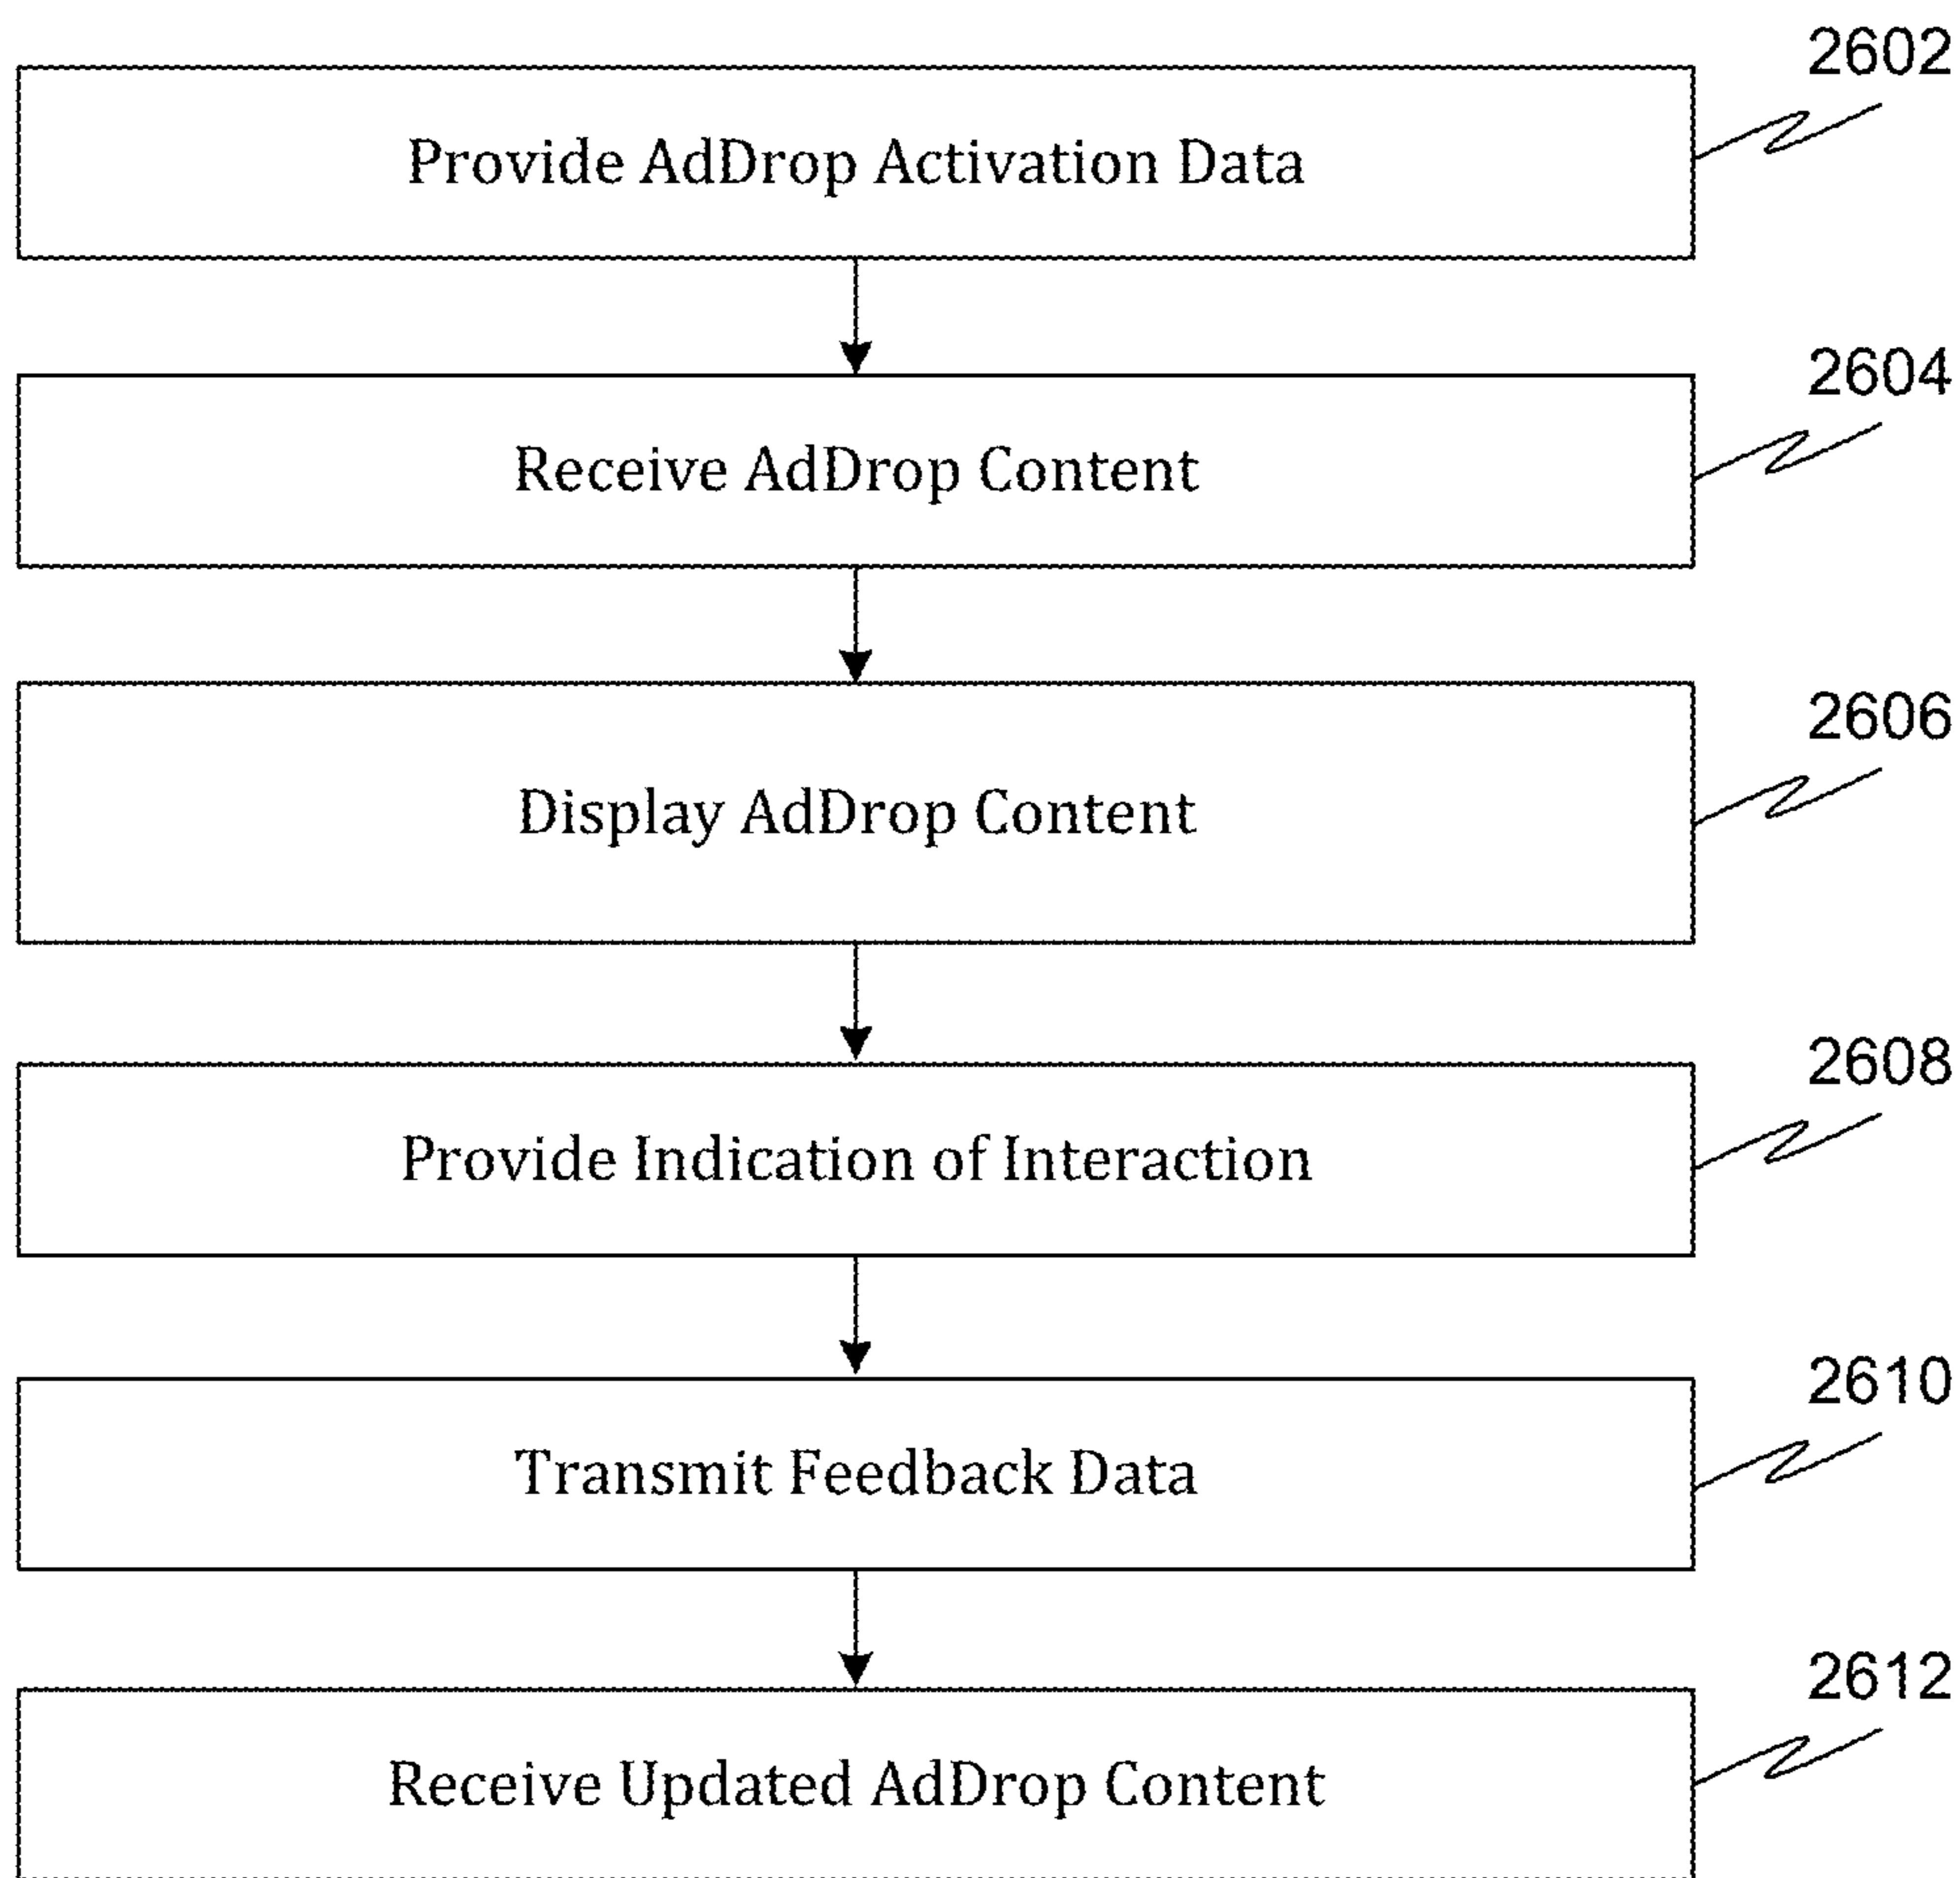 2602
Provide AdDrop Activation Data
2604
Receive AdDrop Content
2606
Display AdDrop Content
2608
Provide Indication of Interaction
2610
Transmit Feedback Data
2612
Receive Updated AdDrop Content